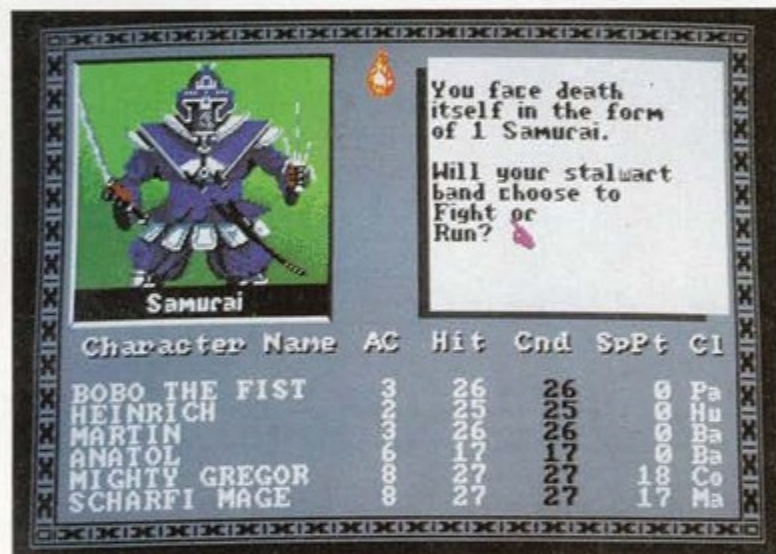 You face death
itself in the form
of 1 Samurai.
Will your stalwart
band choose to
Fight or
Run?
Samurai
Character Name AC Hit Cnd SpPt Cl
BOBO THE FIST 3 26 26 0 Pa
HEINRICH 2 25 25 0 Hu
MARTIN 3 26 26 0 Ba
ANATOL 6 17 17 0 Ba
MIGHTY GREGOR 8 27 27 18 Co
SCHARFI MAGE 8 27 27 17 Ma